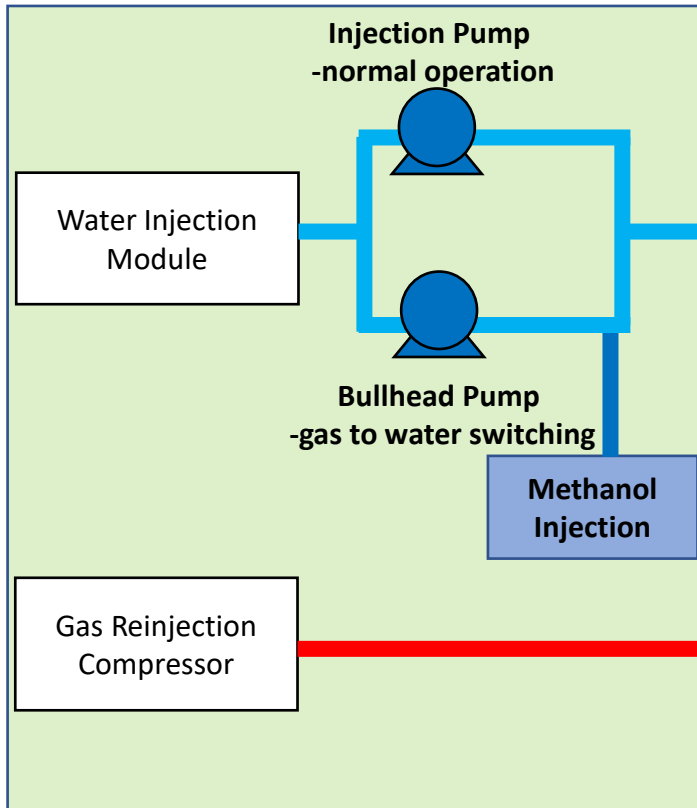 Injection Pump
-normal operation
Water Injection
Module
Bullhead Pump
-gas to water switching
Methanol
Injection
Gas Reinjection
Compressor